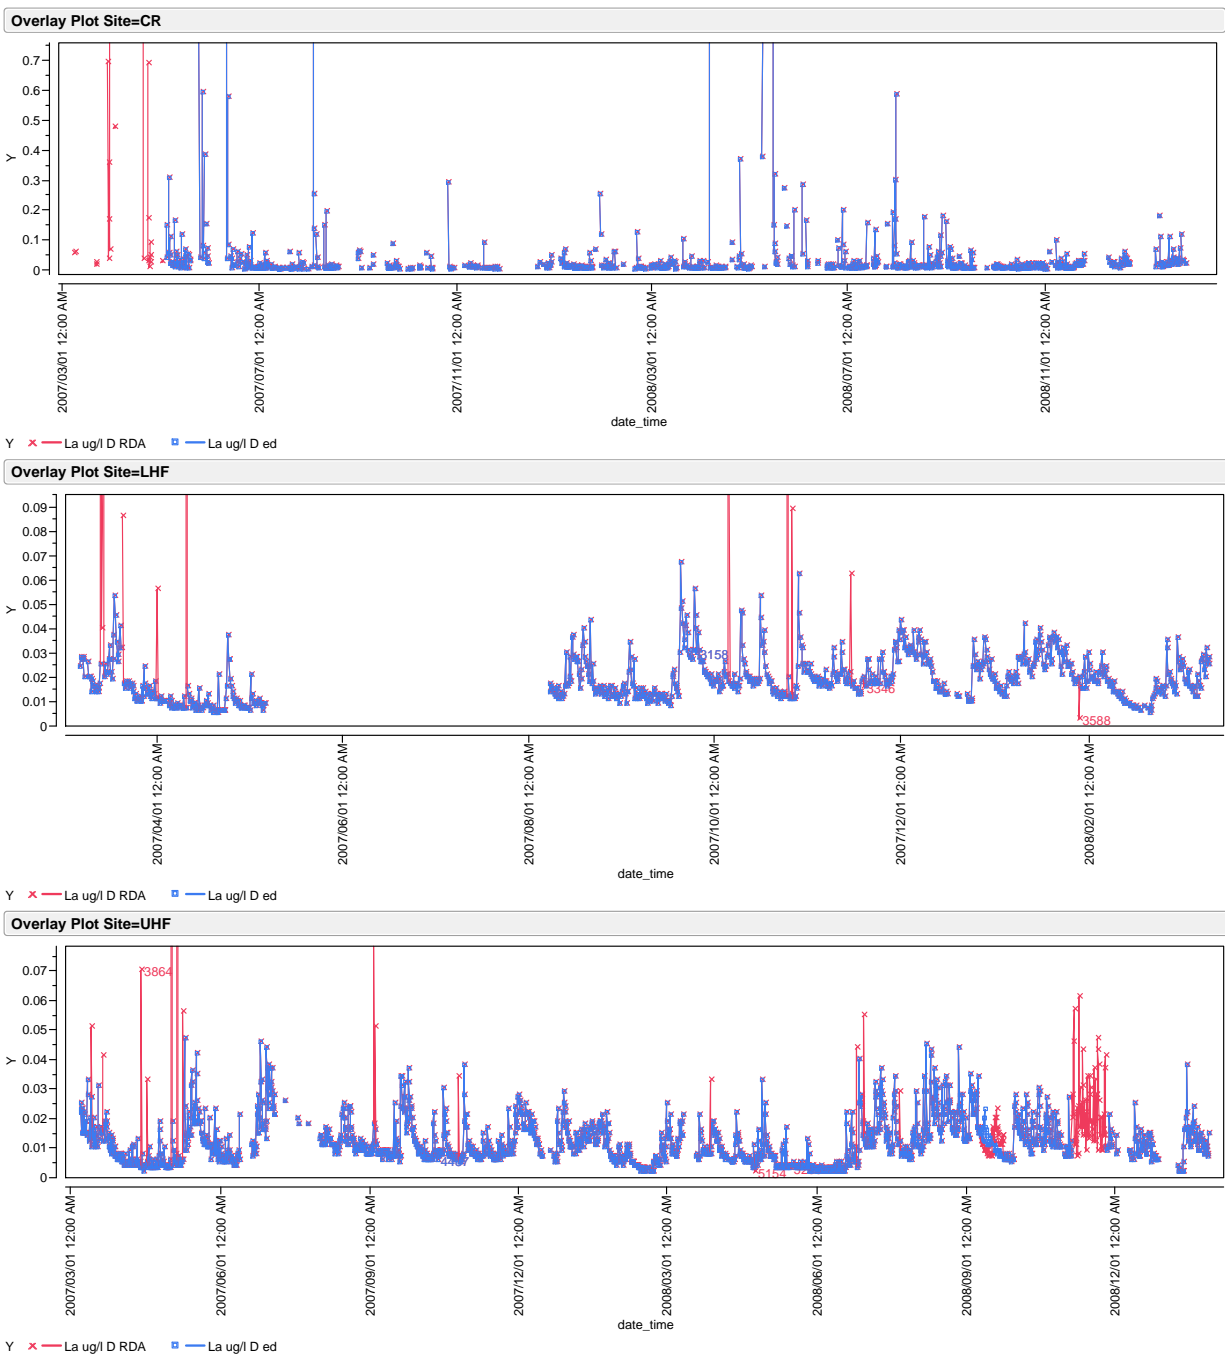 Overlay Plot Site=CR
0.7
0.6
0.5
0.4
0.3
0.2
0.1
0
Y
2007/03/01 12:00 AM
2007/07/01 12:00 AM
2007/11/01 12:00 AM
2008/03/01 12:00 AM
2008/07/01 12:00 AM
2008/11/01 12:00 AM
date_time
Y La ug/l D RDA La ug/l D ed
Overlay Plot Site=LHF
0.09
0.08
0.07
0.06
0.05
0.04
0.03
0.02
0.01
0
Y
3158
5346
3588
2007/04/01 12:00 AM
2007/06/01 12:00 AM
2007/08/01 12:00 AM
2007/10/01 12:00 AM
2007/12/01 12:00 AM
2008/02/01 12:00 AM
date_time
Y La ug/l D RDA La ug/l D ed
Overlay Plot Site=UHF
0.07
0.06
0.05
0.04
0.03
0.02
0.01
0
Y
3864
5154
2007/03/01 12:00 AM
2007/06/01 12:00 AM
2007/09/01 12:00 AM
2007/12/01 12:00 AM
2008/03/01 12:00 AM
2008/06/01 12:00 AM
2008/09/01 12:00 AM
2008/12/01 12:00 AM
date_time
Y La ug/l D RDA La ug/l D ed